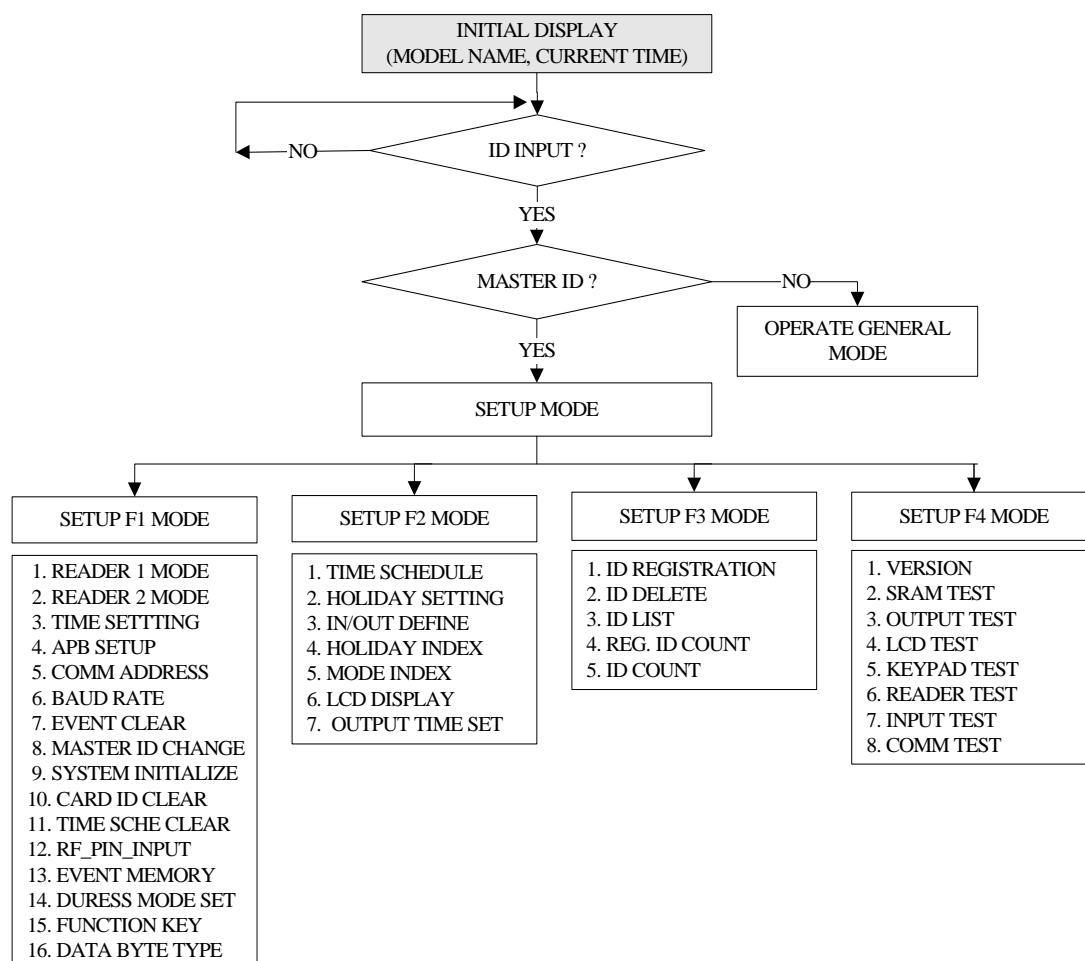 INITIAL DISPLAY
(MODEL NAME, CURRENT TIME)
ID INPUT ?
NO
YES
MASTER ID ?
NO
OPERATE GENERAL
MODE
YES
SETUP MODE
SETUP F1 MODE
1. READER 1 MODE
2. READER 2 MODE
3. TIME SETTTING
4. APB SETUP
5. COMM ADDRESS
6. BAUD RATE
7. EVENT CLEAR
8. MASTER ID CHANGE
9. SYSTEM INITIALIZE
10. CARD ID CLEAR
11. TIME SCHE CLEAR
12. RF_PIN_INPUT
13. EVENT MEMORY
14. DURESS MODE SET
15. FUNCTION KEY
16. DATA BYTE TYPE
SETUP F2 MODE
1. TIME SCHEDULE
2. HOLIDAY SETTING
3. IN/OUT DEFINE
4. HOLIDAY INDEX
5. MODE INDEX
6. LCD DISPLAY
7. OUTPUT TIME SET
SETUP F3 MODE
1. ID REGISTRATION
2. ID DELETE
3. ID LIST
4. REG. ID COUNT
5. ID COUNT
SETUP F4 MODE
1. VERSION
2. SRAM TEST
3. OUTPUT TEST
4. LCD TEST
5. KEYPAD TEST
6. READER TEST
7. INPUT TEST
8. COMM TEST